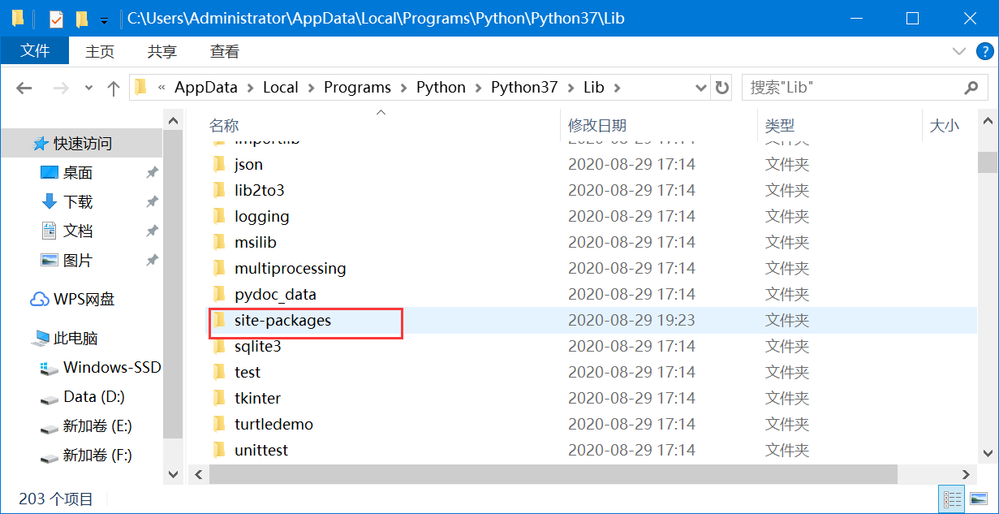 C:\Users\Administrator\AppData\Local\Programs\Python\Python37\Lib
文件 主页 共享 查看
« AppData > Local > Programs > Python > Python37 > Lib >
搜索"Lib"
名称 修改日期 类型 大小
importlib 2020-08-29 17:14 文件夹
json 2020-08-29 17:14 文件夹
lib2to3 2020-08-29 17:14 文件夹
logging 2020-08-29 17:14 文件夹
msilib 2020-08-29 17:14 文件夹
multiprocessing 2020-08-29 17:14 文件夹
pydoc_data 2020-08-29 17:14 文件夹
site-packages 2020-08-29 19:23 文件夹
sqlite3 2020-08-29 17:14 文件夹
test 2020-08-29 17:14 文件夹
tkinter 2020-08-29 17:14 文件夹
turtledemo 2020-08-29 17:14 文件夹
unittest 2020-08-29 17:14 文件夹
快速访问
桌面
下载
文档
图片
WPS网盘
此电脑
Windows-SSD
Data (D:)
新加卷 (E:)
新加卷 (F:)
203 个项目